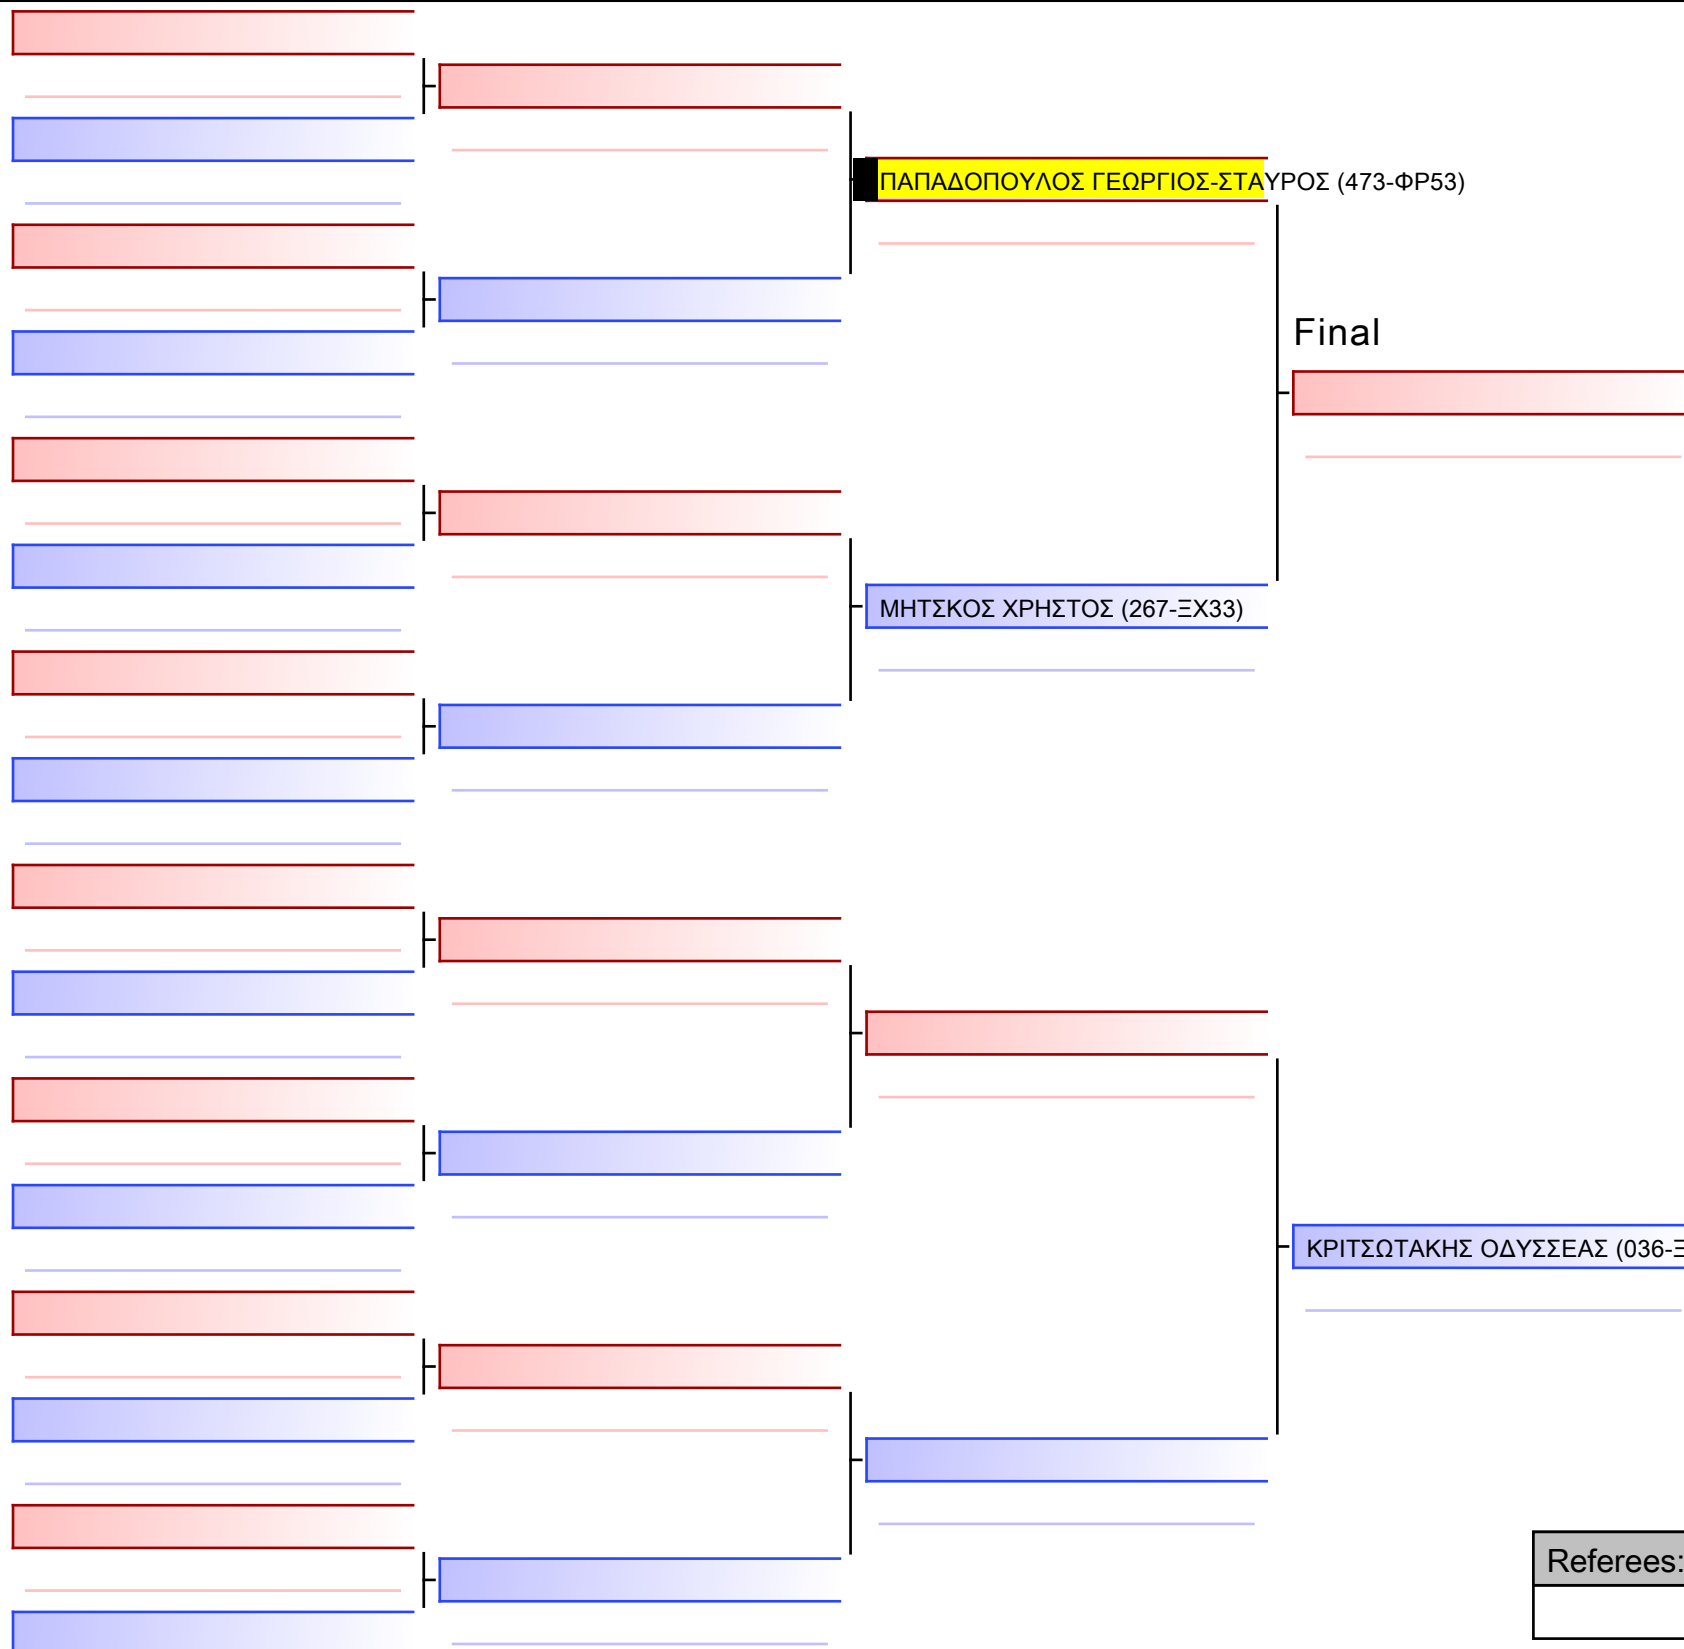 ΠΑΠΑΔΟΠΟΥΛΟΣ ΓΕΩΡΓΙΟΣ-ΣΤΑΥΡΟΣ (473-ΦΡ53)
Final
ΜΗΤΣΚΟΣ ΧΡΗΣΤΟΣ (267-ΞΧ33)
ΚΡΙΤΣΩΤΑΚΗΣ ΟΔΥΣΣΕΑΣ (036-Ξ
Referees: